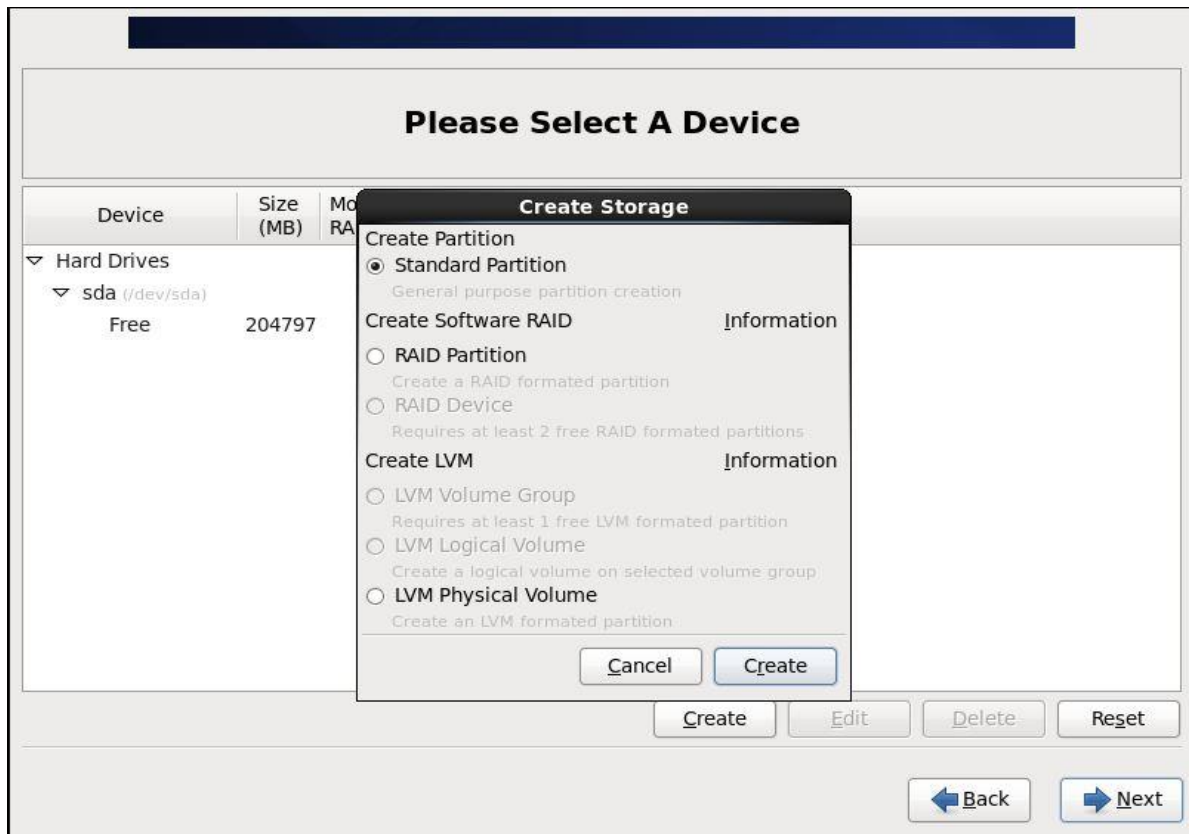 Please Select A Device
Device
Size
(MB)
Mo
RA
Hard Drives
sda (/dev/sda)
Free 204797
Create Storage
Create Partition
Standard Partition
General purpose partition creation
Create Software RAID Information
RAID Partition
Create a RAID formated partition
RAID Device
Requires at least 2 free RAID formated partitions
Create LVM Information
LVM Volume Group
Requires at least 1 free LVM formated partition
LVM Logical Volume
Create a logical volume on selected volume group
LVM Physical Volume
Create an LVM formated partition
Cancel Create
Create Edit Delete Reset
Back Next